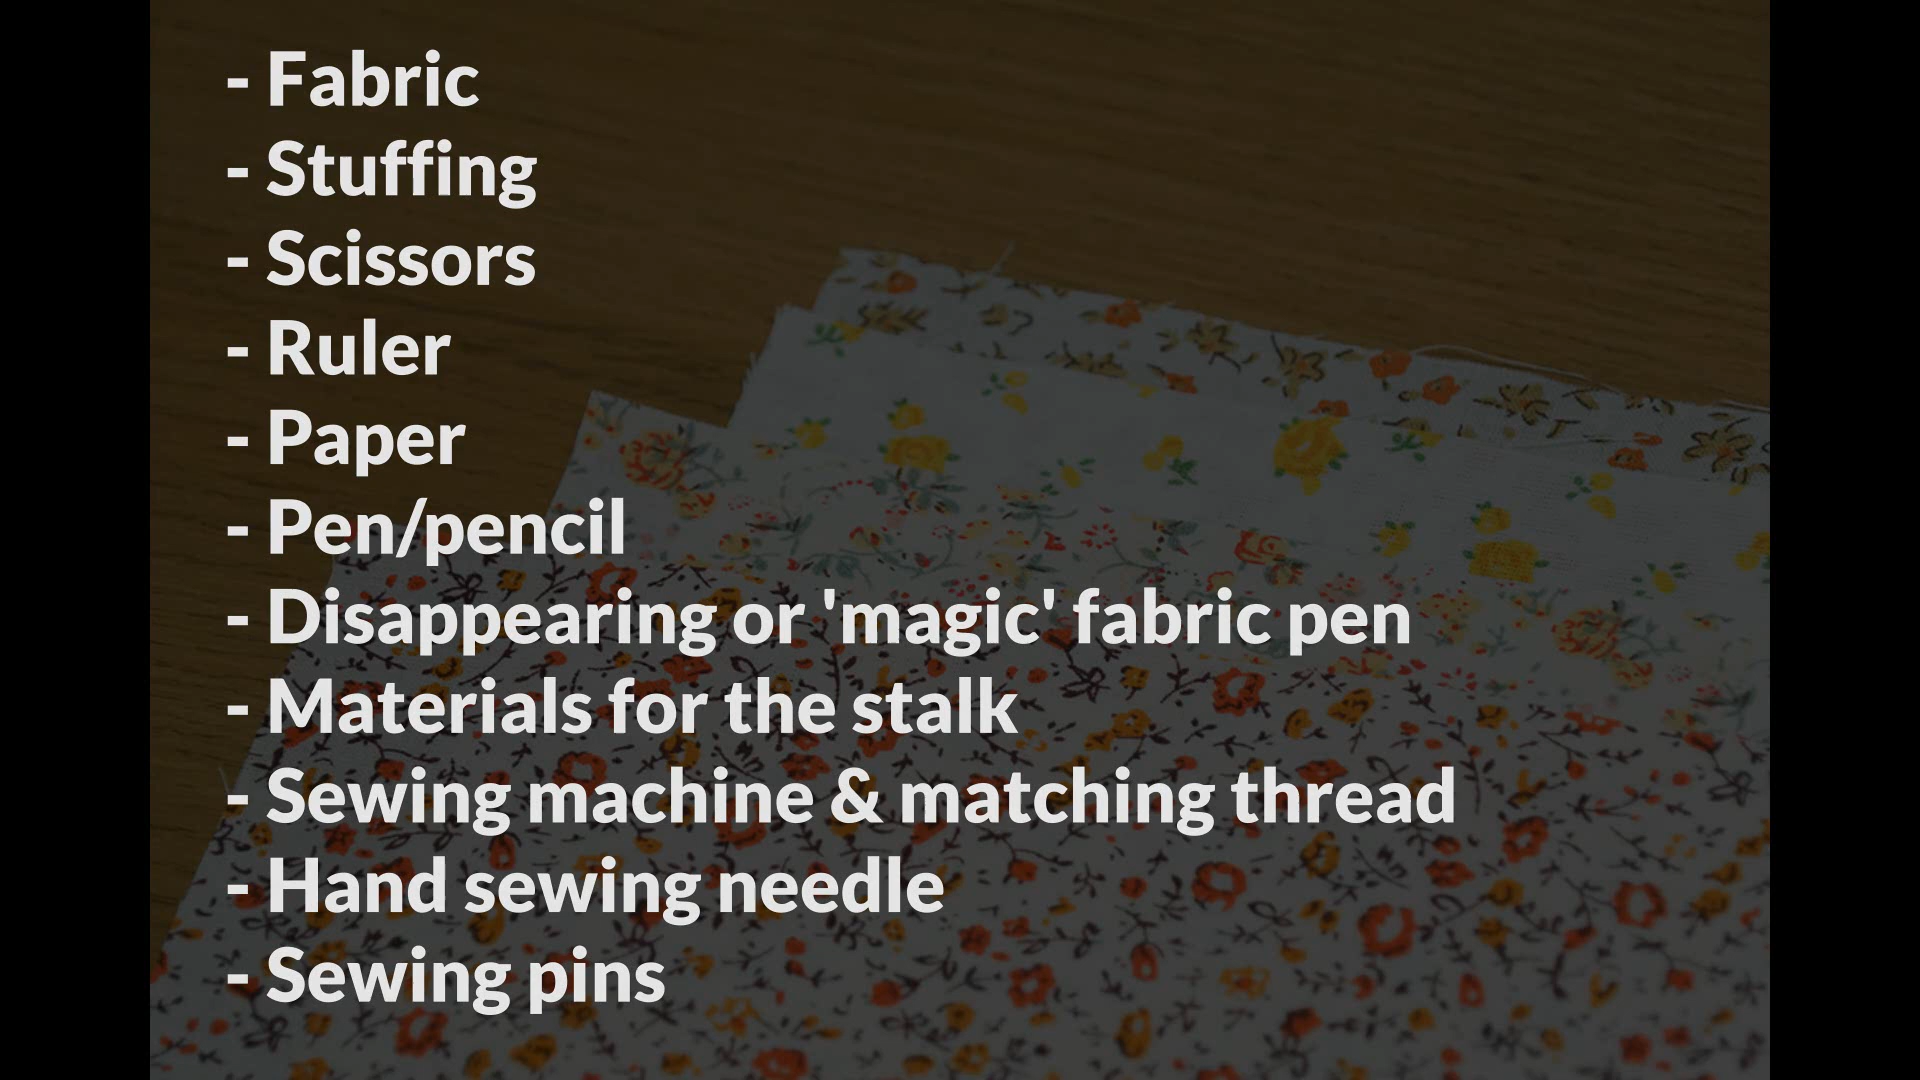 - Fabric
- Stuffing
- Scissors
- Ruler
- Paper
- Pen/pencil
- Disappearing or 'magic' fabric pen
- Materials for the stalk
- Sewing machine & matching thread
- Hand sewing needle
- Sewing pins